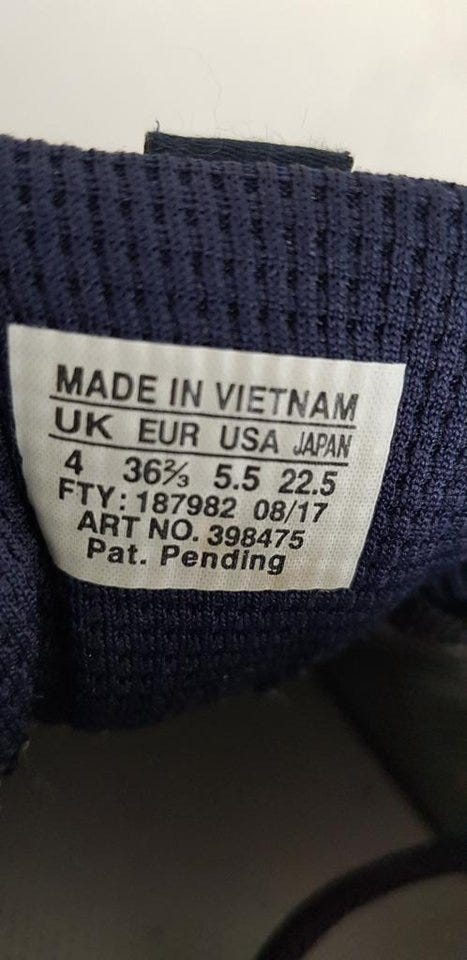 MADE IN VIETNAM
UK EUR USA JAPAN
4 36⅔ 5.5 22.5
FTY: 187982 08/17
ART NO. 398475
Pat. Pending